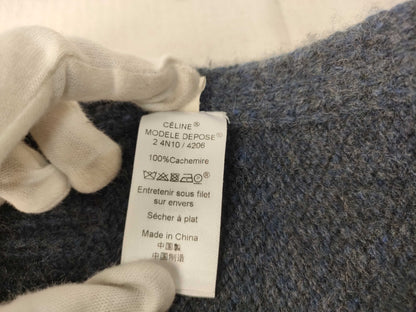 CÉLINE®
MODELE DEPOSE®
2 4N10 / 4206
100%Cachemire
Entretenir sous filet
sur envers
Sécher à plat
Made in China
中国製
中国制造